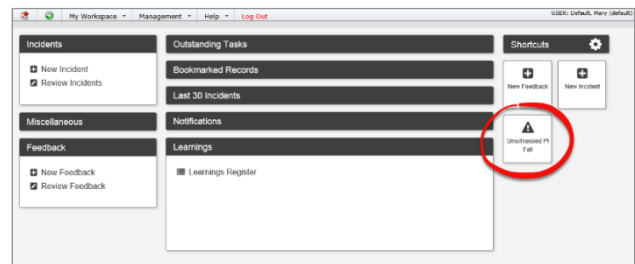 My Workspace Management Help Log Out
USER: Default, Mary (default)
Incidents
New Incident
Review Incidents
Miscellaneous
Feedback
New Feedback
Review Feedback
Outstanding Tasks
Bookmarked Records
Last 30 Incidents
Notifications
Learnings
Learnings Register
Shortcuts
New Feedback
New Incident
Unwitnessed Pt
Fall